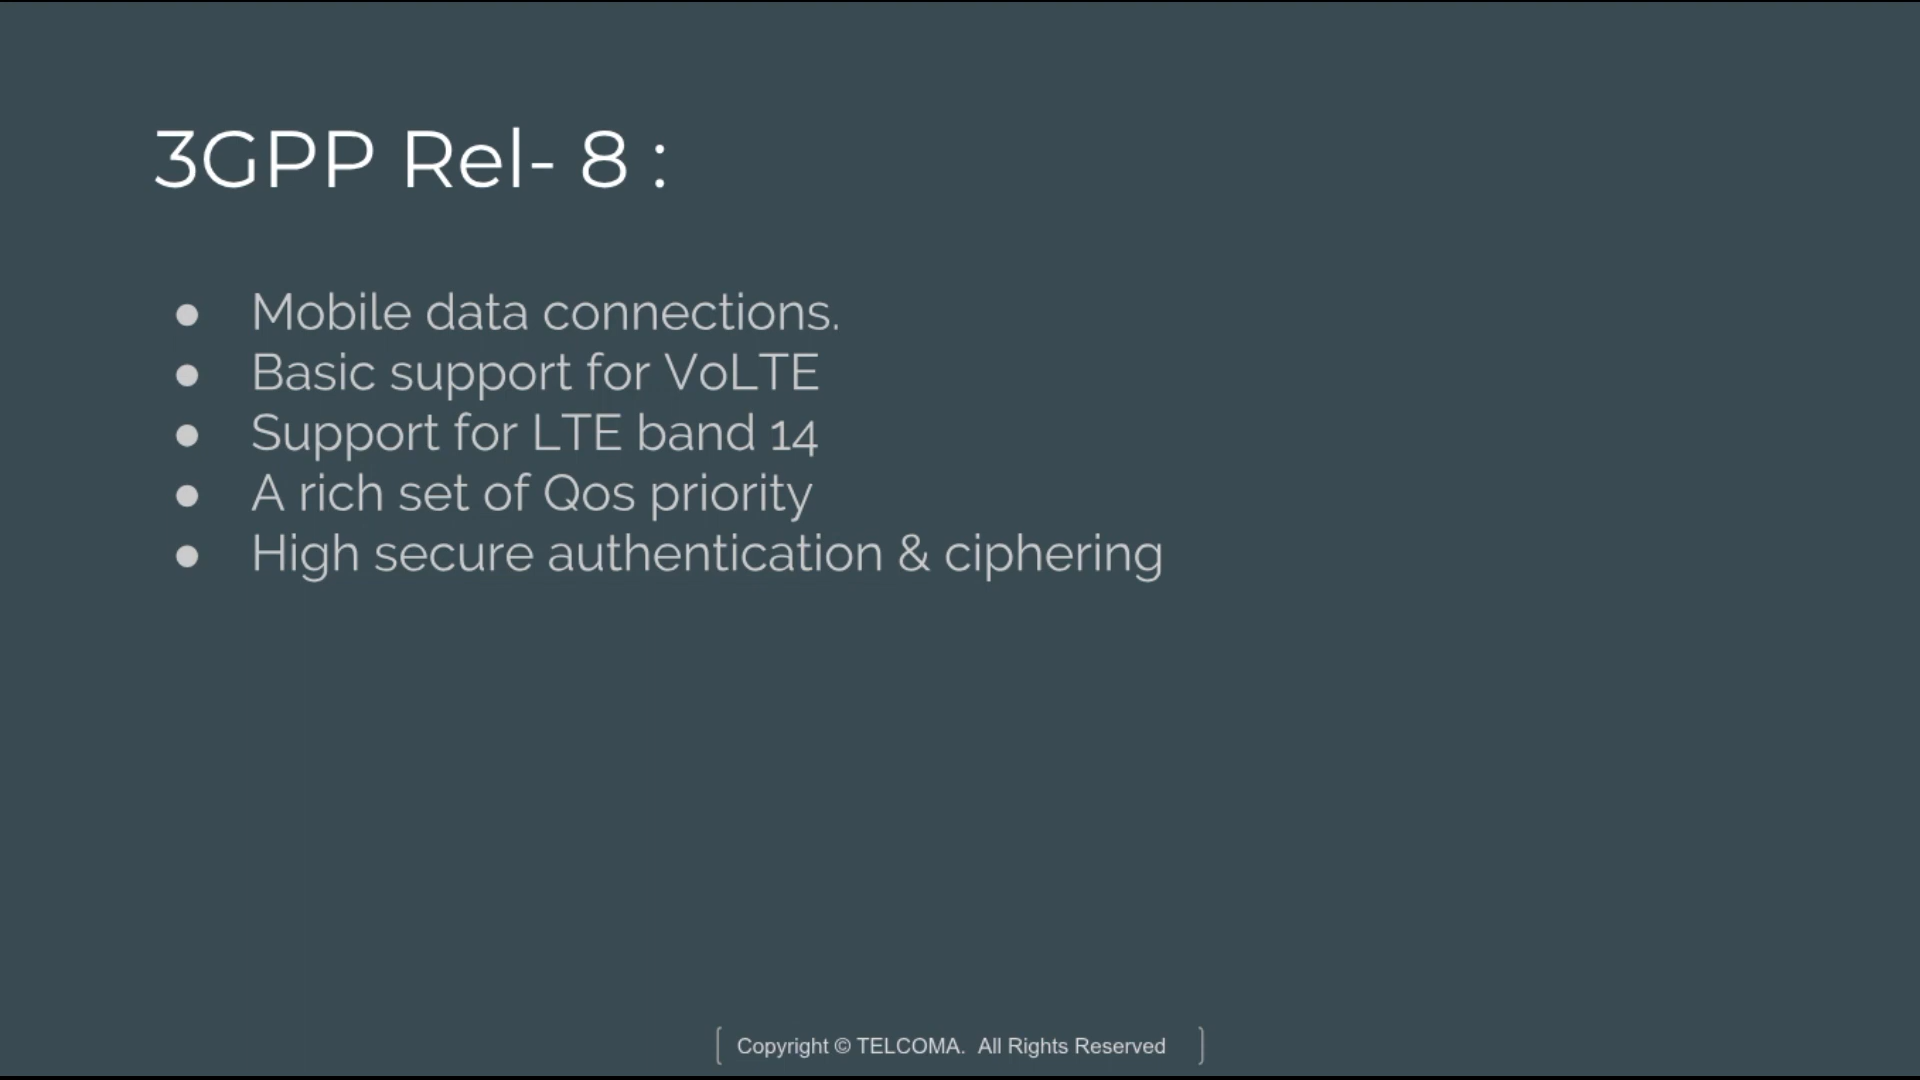 3GPP Rel- 8 :
● Mobile data connections.
● Basic support for VoLTE
● Support for LTE band 14
● A rich set of Qos priority
● High secure authentication & ciphering
Copyright © TELCOMA. All Rights Reserved